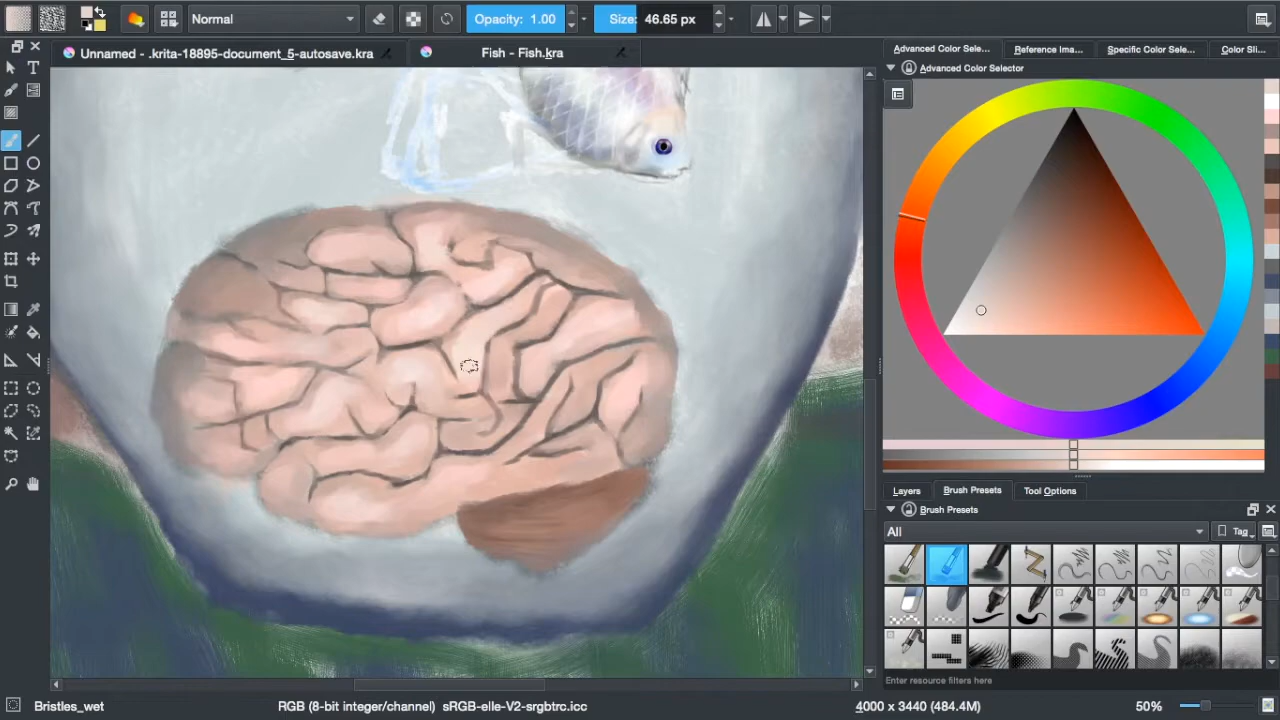 Normal
Opacity: 1.00
Size: 46.65 px
Unnamed - .krita-18895-document_5-autosave.kra
Fish - Fish.kra
Advanced Color Sele...
Reference Ima...
Specific Color Sele...
Color Sli...
Advanced Color Selector
Layers
Brush Presets
Tool Options
Brush Presets
All
Tag
Enter resource filters here
Bristles_wet
RGB (8-bit integer/channel) sRGB-elle-V2-srgbtrc.icc
4000 x 3440 (484.4M)
50%